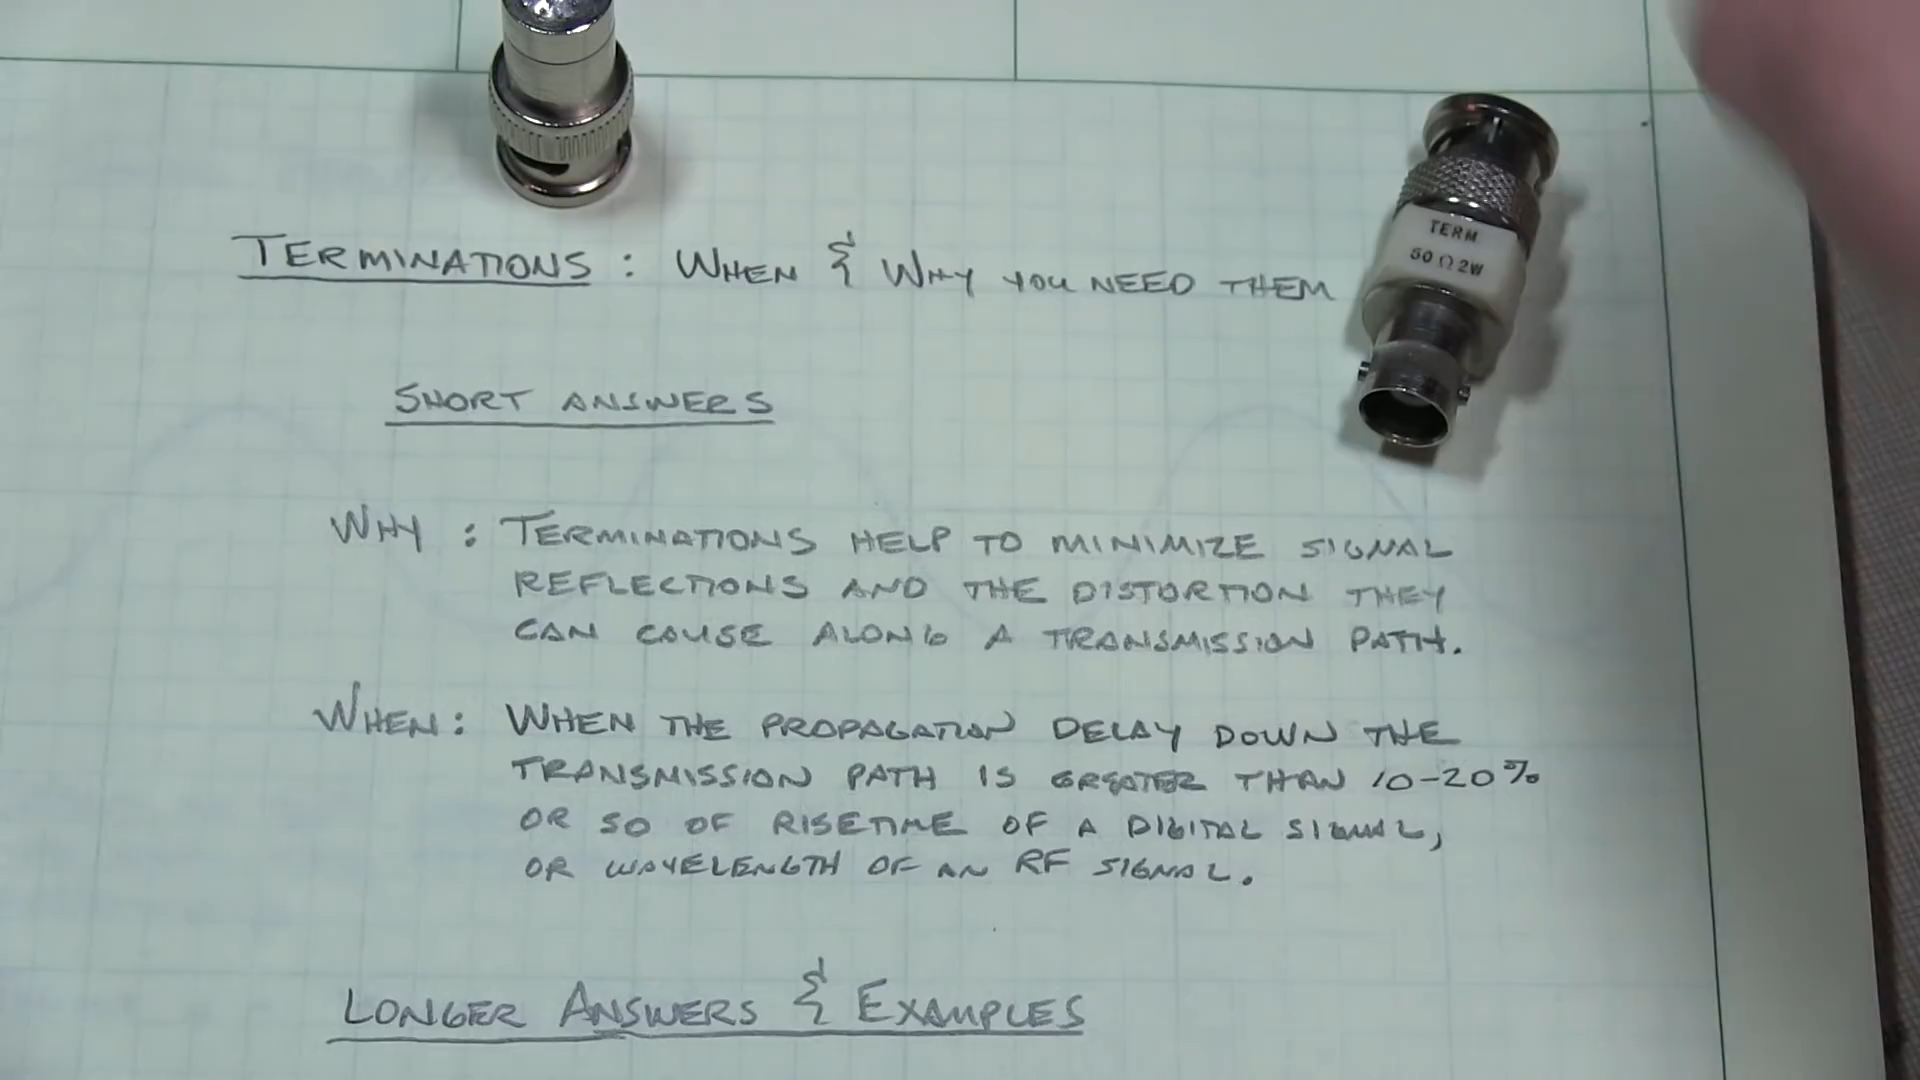 TERM
50 Ω 2W
TERMINATIONS : WHEN & WHY YOU NEED THEM
SHORT ANSWERS
WHY : TERMINATIONS HELP TO MINIMIZE SIGNAL
REFLECTIONS AND THE DISTORTION THEY
CAN CAUSE ALONG A TRANSMISSION PATH.
WHEN : WHEN THE PROPAGATION DELAY DOWN THE
TRANSMISSION PATH IS GREATER THAN 10-20%
OR SO OF RISETIME OF A DIGITAL SIGNAL,
OR WAVELENGTH OF AN RF SIGNAL.
LONGER ANSWERS & EXAMPLES